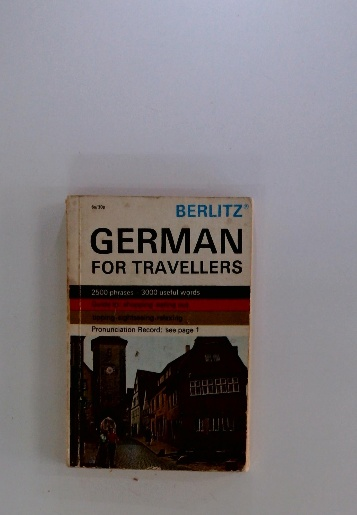 BERLITZ®
GERMAN
FOR TRAVELLERS
2500 phrases 3000 useful words
Pronunciation Record: see page 1